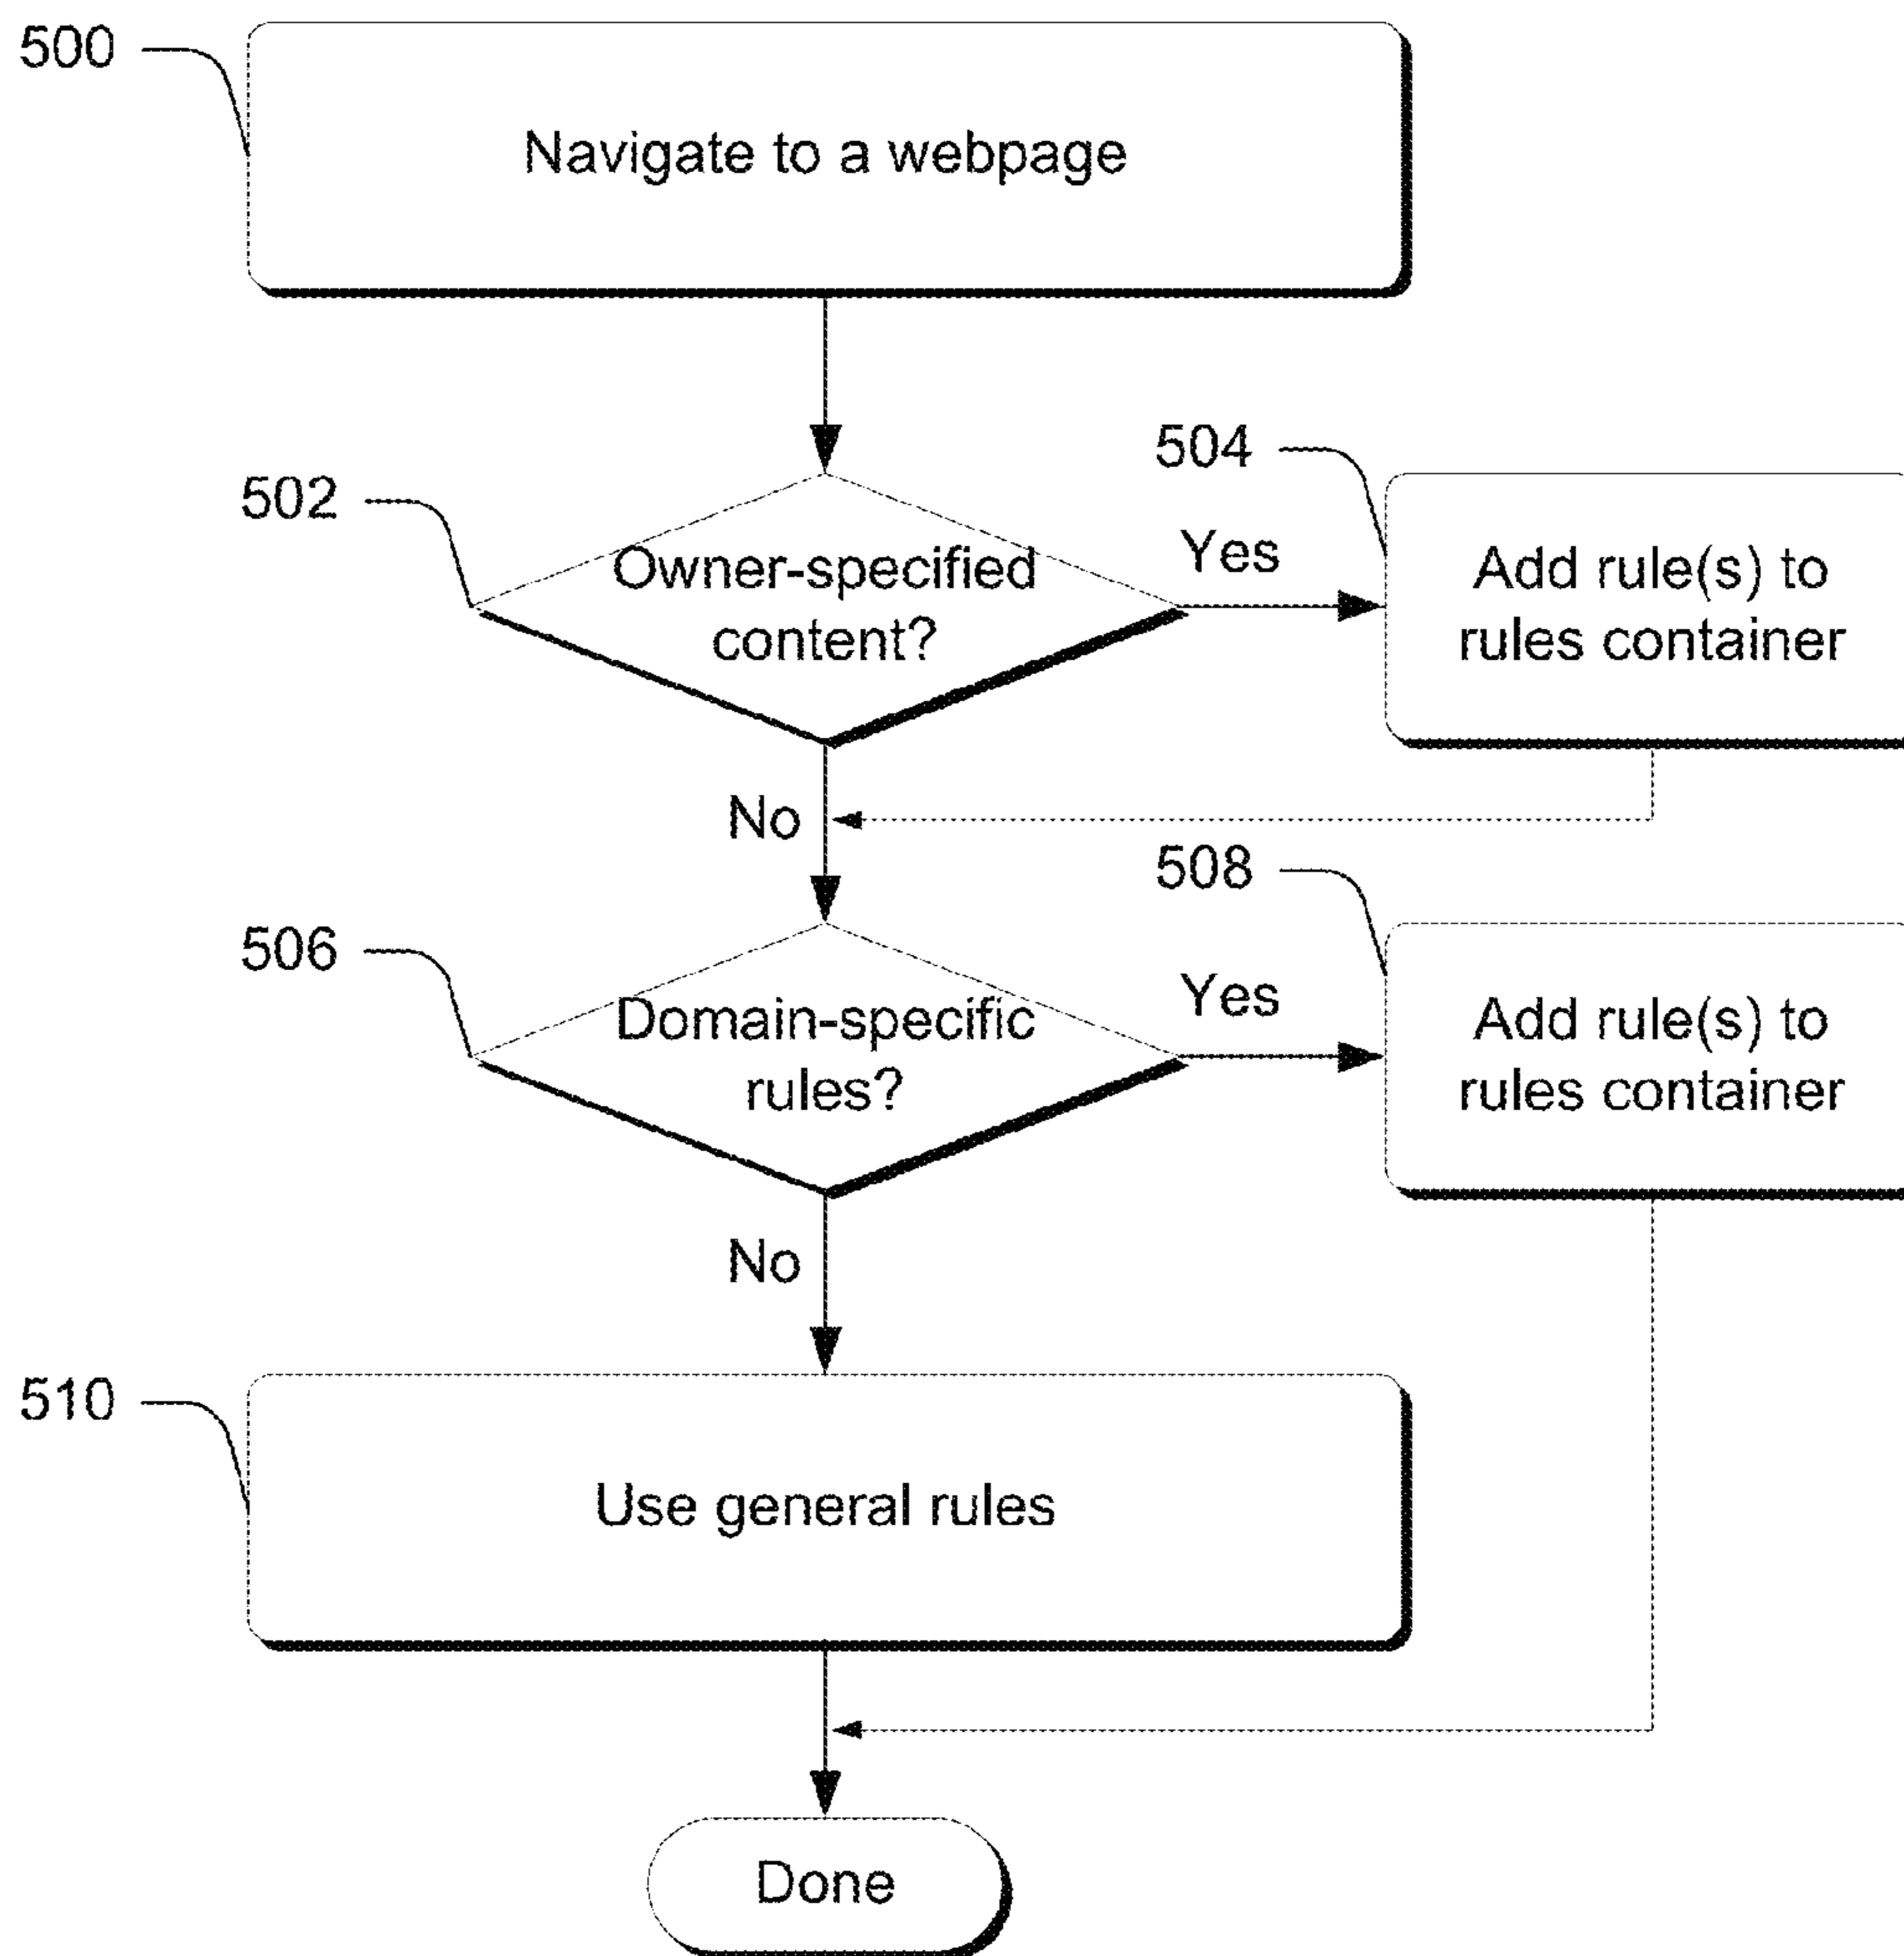 500
Navigate to a webpage
504
502
Owner-specified
content?
Yes
Add rule(s) to
rules container
No
508
506
Domain-specific
rules?
Yes
Add rule(s) to
rules container
No
510
Use general rules
Done